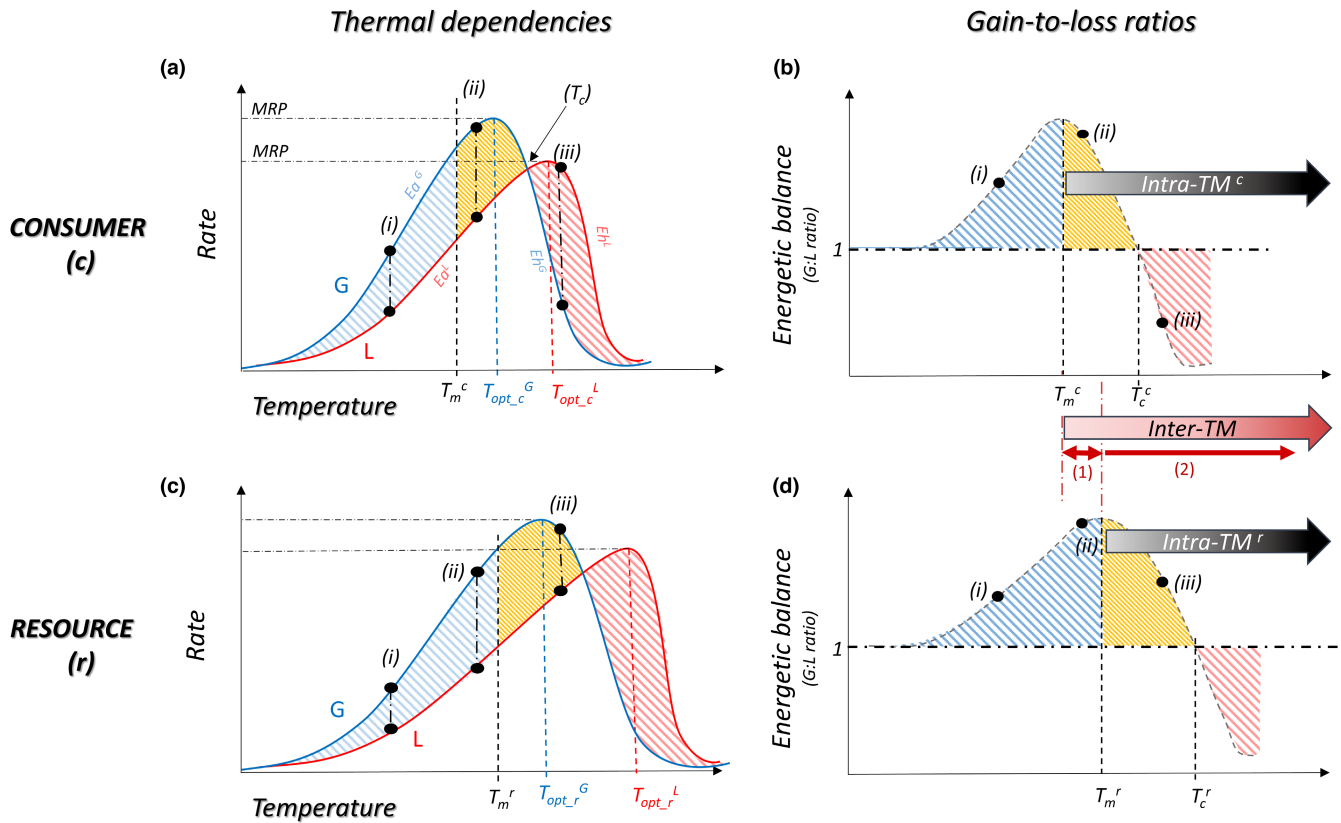 Thermal dependencies
Gain-to-loss ratios
CONSUMER
(c)
(a)
MRP
MRP
(ii)
(T_c)
(iii)
(i)
Ea^G
Ea^L
Eh^G
Eh^L
G
L
Rate
T_m^c
T_opt_c^G
T_opt_c^L
Temperature
(b)
(i)
(ii)
Intra-TM^c
1
(iii)
Energetic balance
(G:L ratio)
T_m^c
T_c^c
Inter-TM
(1)
(2)
RESOURCE
(r)
(c)
(iii)
(ii)
(i)
G
L
Rate
T_m^r
T_opt_r^G
T_opt_r^L
Temperature
(d)
(ii)
Intra-TM^r
(i)
(iii)
1
Energetic balance
(G:L ratio)
T_m^r
T_c^r